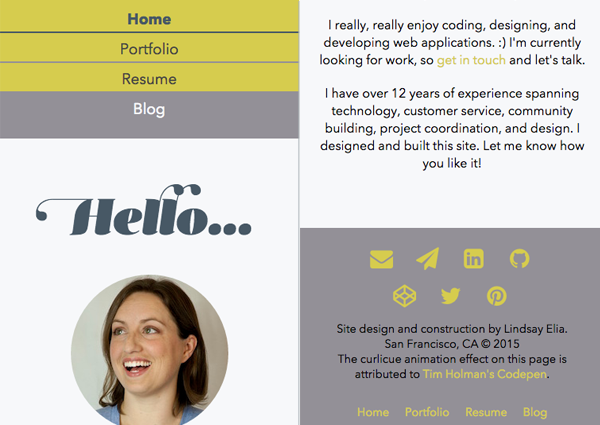 Home
Portfolio
Resume
Blog
Hello...
I really, really enjoy coding, designing, and
developing web applications. :) I'm currently
looking for work, so get in touch and let's talk.
I have over 12 years of experience spanning
technology, customer service, community
building, project coordination, and design. I
designed and built this site. Let me know how
you like it!
in
Site design and construction by Lindsay Elia.
San Francisco, CA © 2015
The curlicue animation effect on this page is
attributed to Tim Holman's Codepen.
Home Portfolio Resume Blog